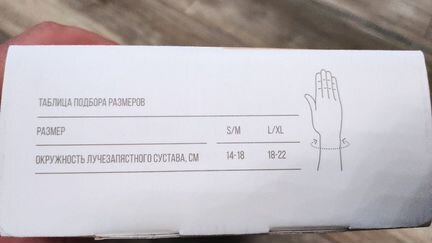 ТАБЛИЦА ПОДБОРА РАЗМЕРОВ
РАЗМЕР S/M L/XL
ОКРУЖНОСТЬ ЛУЧЕЗАПЯСТНОГО СУСТАВА, СМ 14-18 18-22